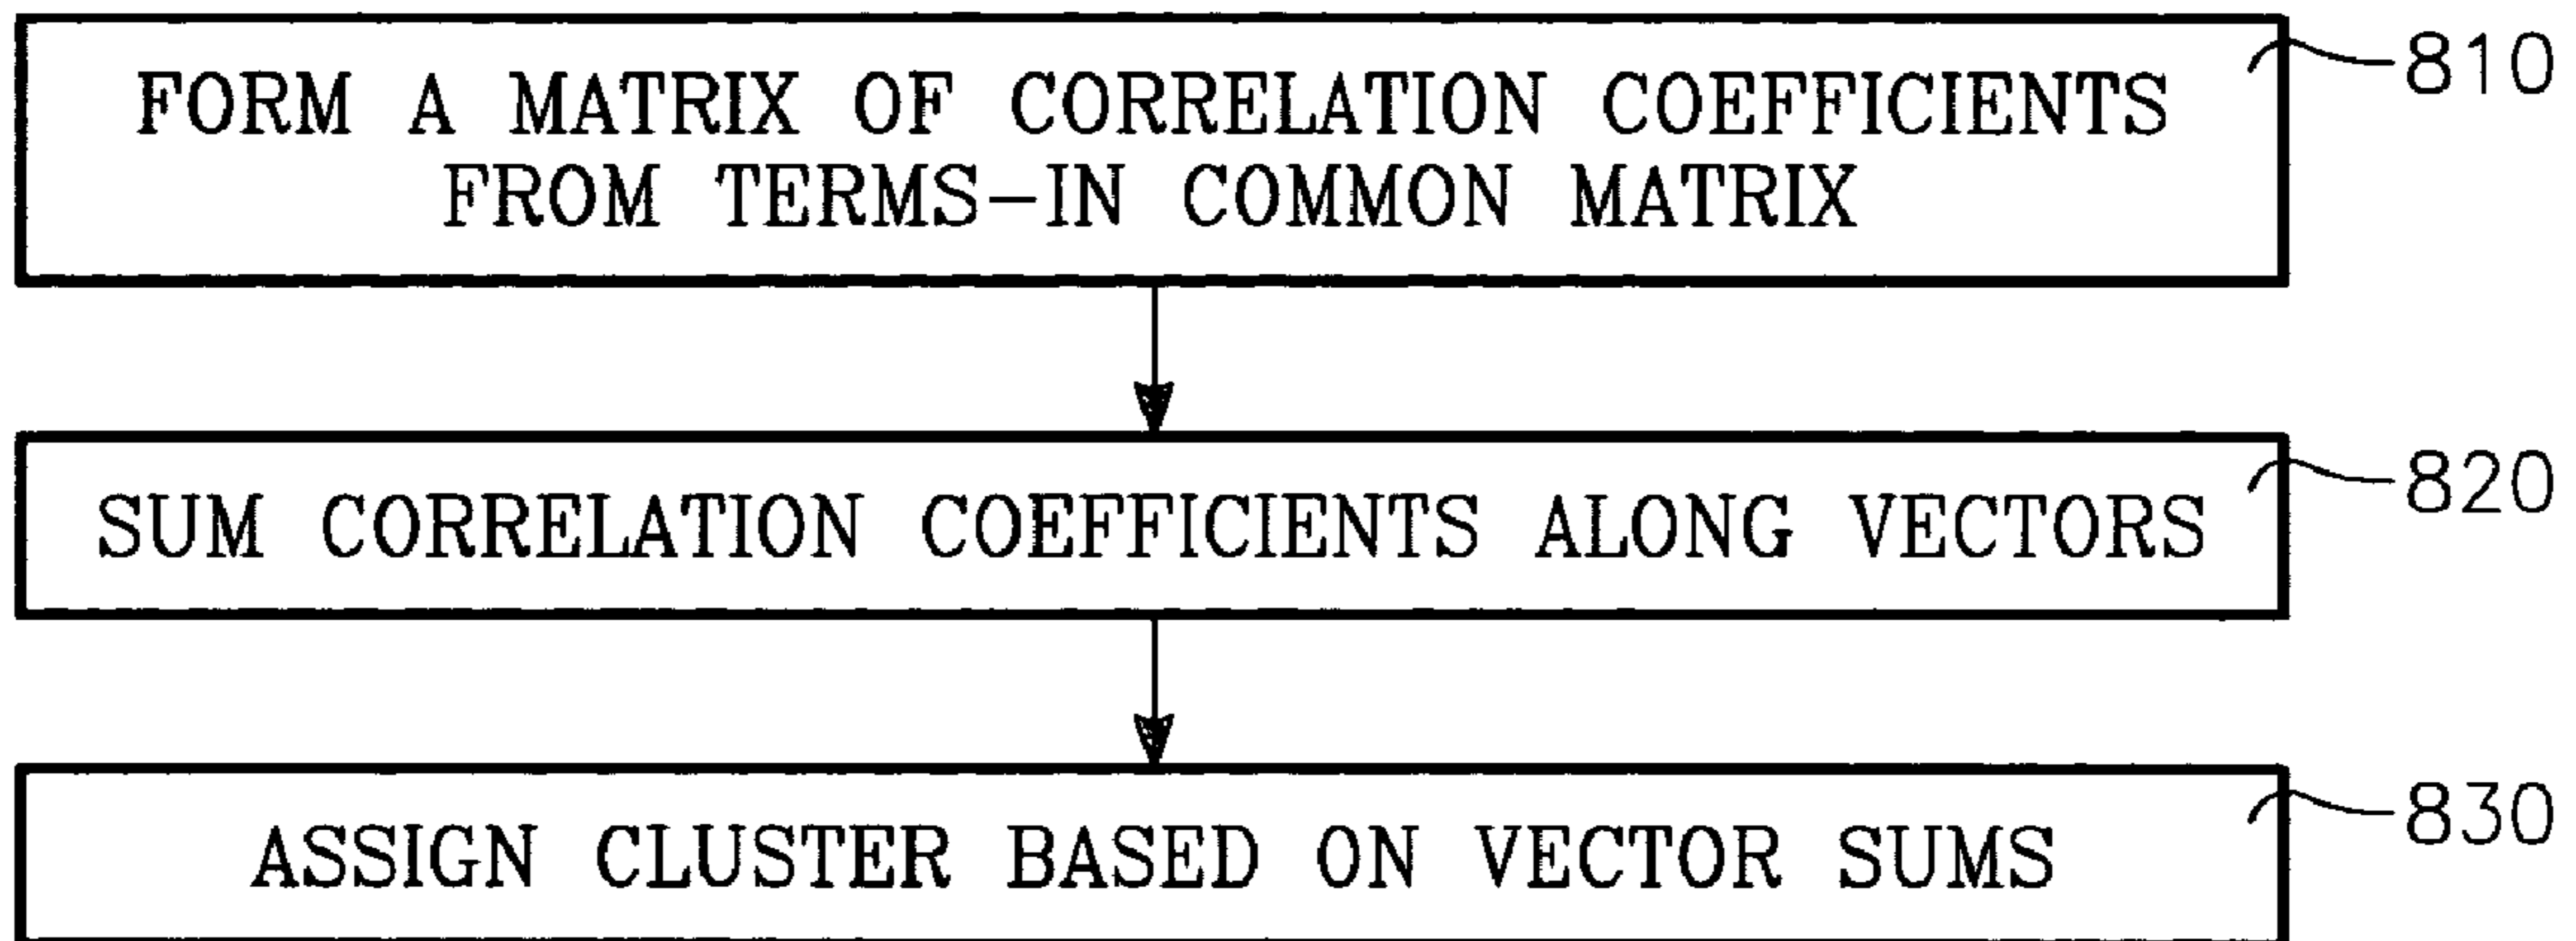 FORM A MATRIX OF CORRELATION COEFFICIENTS
FROM TERMS-IN COMMON MATRIX
810
SUM CORRELATION COEFFICIENTS ALONG VECTORS
820
ASSIGN CLUSTER BASED ON VECTOR SUMS
830